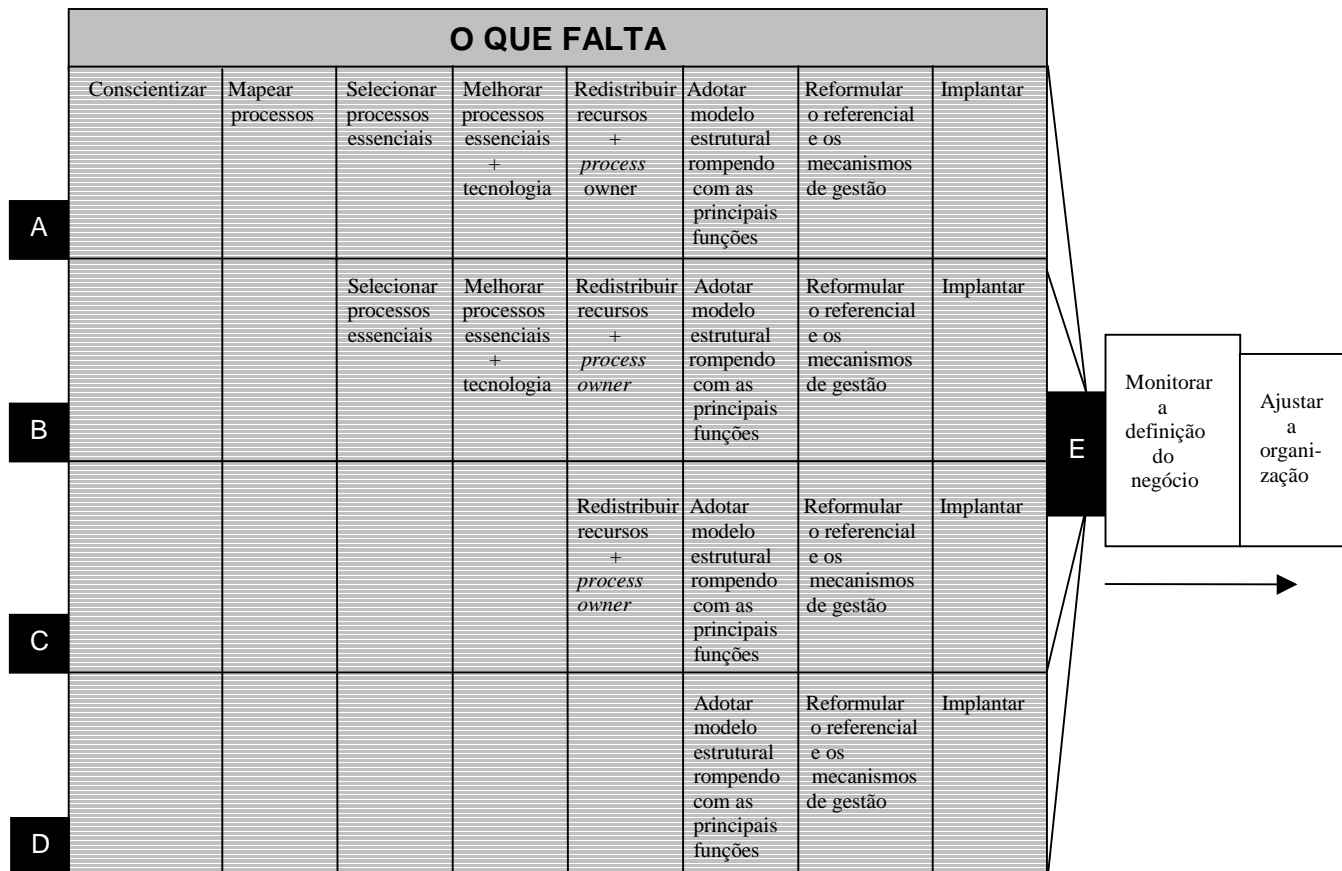 O QUE FALTA
Conscientizar
Mapear
processos
Selecionar
processos
essenciais
Melhorar
processos
essenciais
+
tecnologia
Redistribuir
recursos
+
process
owner
Adotar
modelo
estrutural
rompendo
com as
principais
funções
Reformular
o referencial
e os
mecanismos
de gestão
Implantar
A
Selecionar
processos
essenciais
Melhorar
processos
essenciais
+
tecnologia
Redistribuir
recursos
+
process
owner
Adotar
modelo
estrutural
rompendo
com as
principais
funções
Reformular
o referencial
e os
mecanismos
de gestão
Implantar
B
Redistribuir
recursos
+
process
owner
Adotar
modelo
estrutural
rompendo
com as
principais
funções
Reformular
o referencial
e os
mecanismos
de gestão
Implantar
C
Adotar
modelo
estrutural
rompendo
com as
principais
funções
Reformular
o referencial
e os
mecanismos
de gestão
Implantar
D
E
Monitorar
a
definição
do
negócio
Ajustar
a
organi-
zação